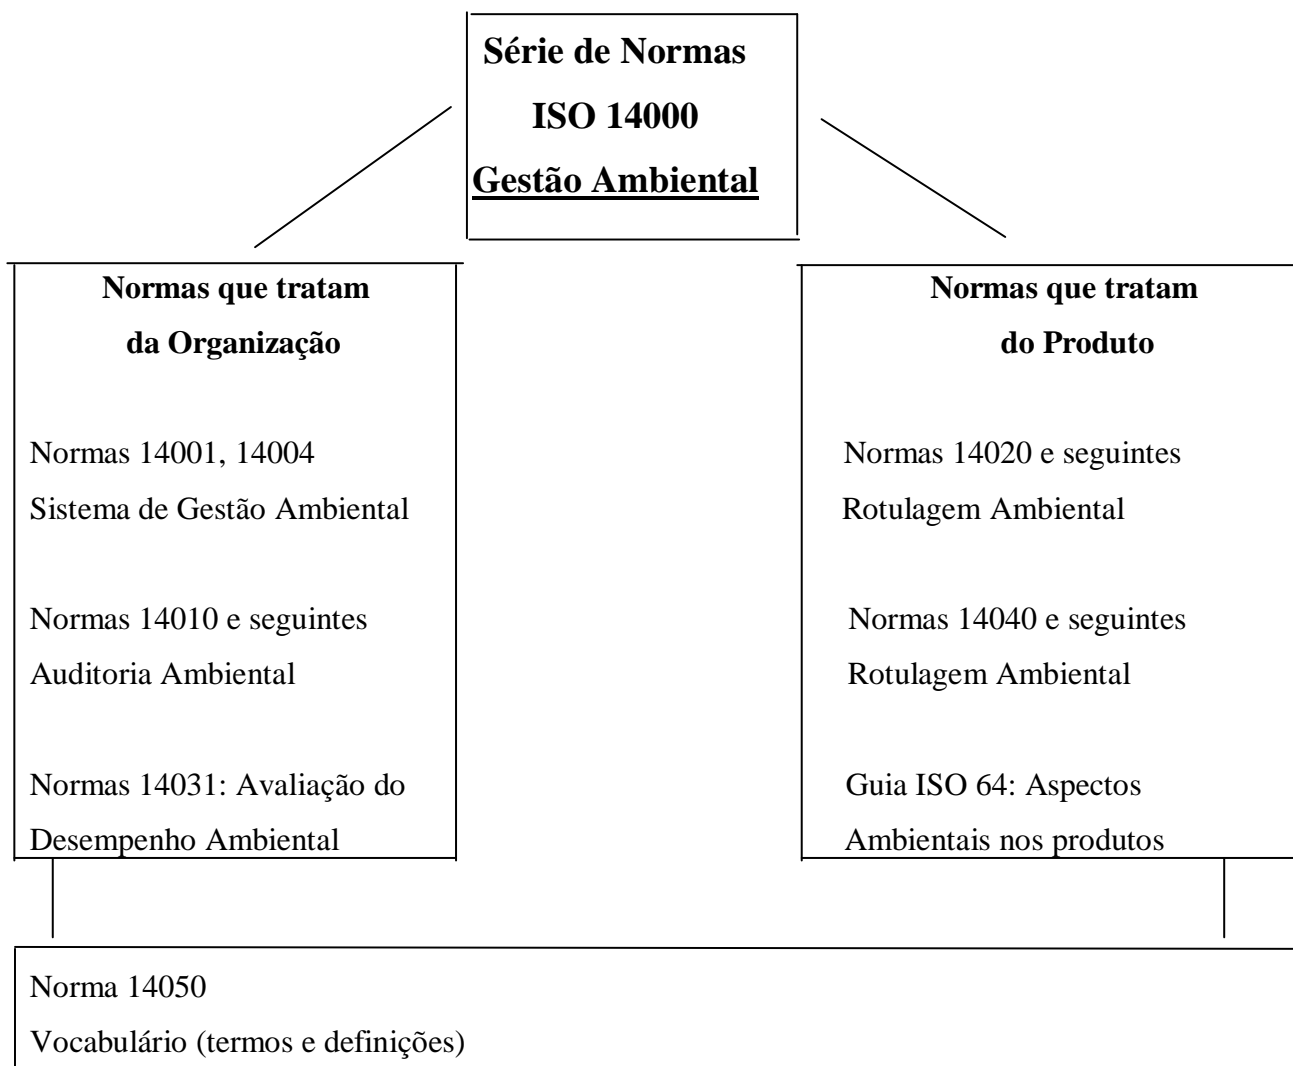 Série de Normas
ISO 14000
Gestão Ambiental
Normas que tratam
da Organização
Normas 14001, 14004
Sistema de Gestão Ambiental
Normas 14010 e seguintes
Auditoria Ambiental
Normas 14031: Avaliação do
Desempenho Ambiental
Normas que tratam
do Produto
Normas 14020 e seguintes
Rotulagem Ambiental
Normas 14040 e seguintes
Rotulagem Ambiental
Guia ISO 64: Aspectos
Ambientais nos produtos
Norma 14050
Vocabulário (termos e definições)